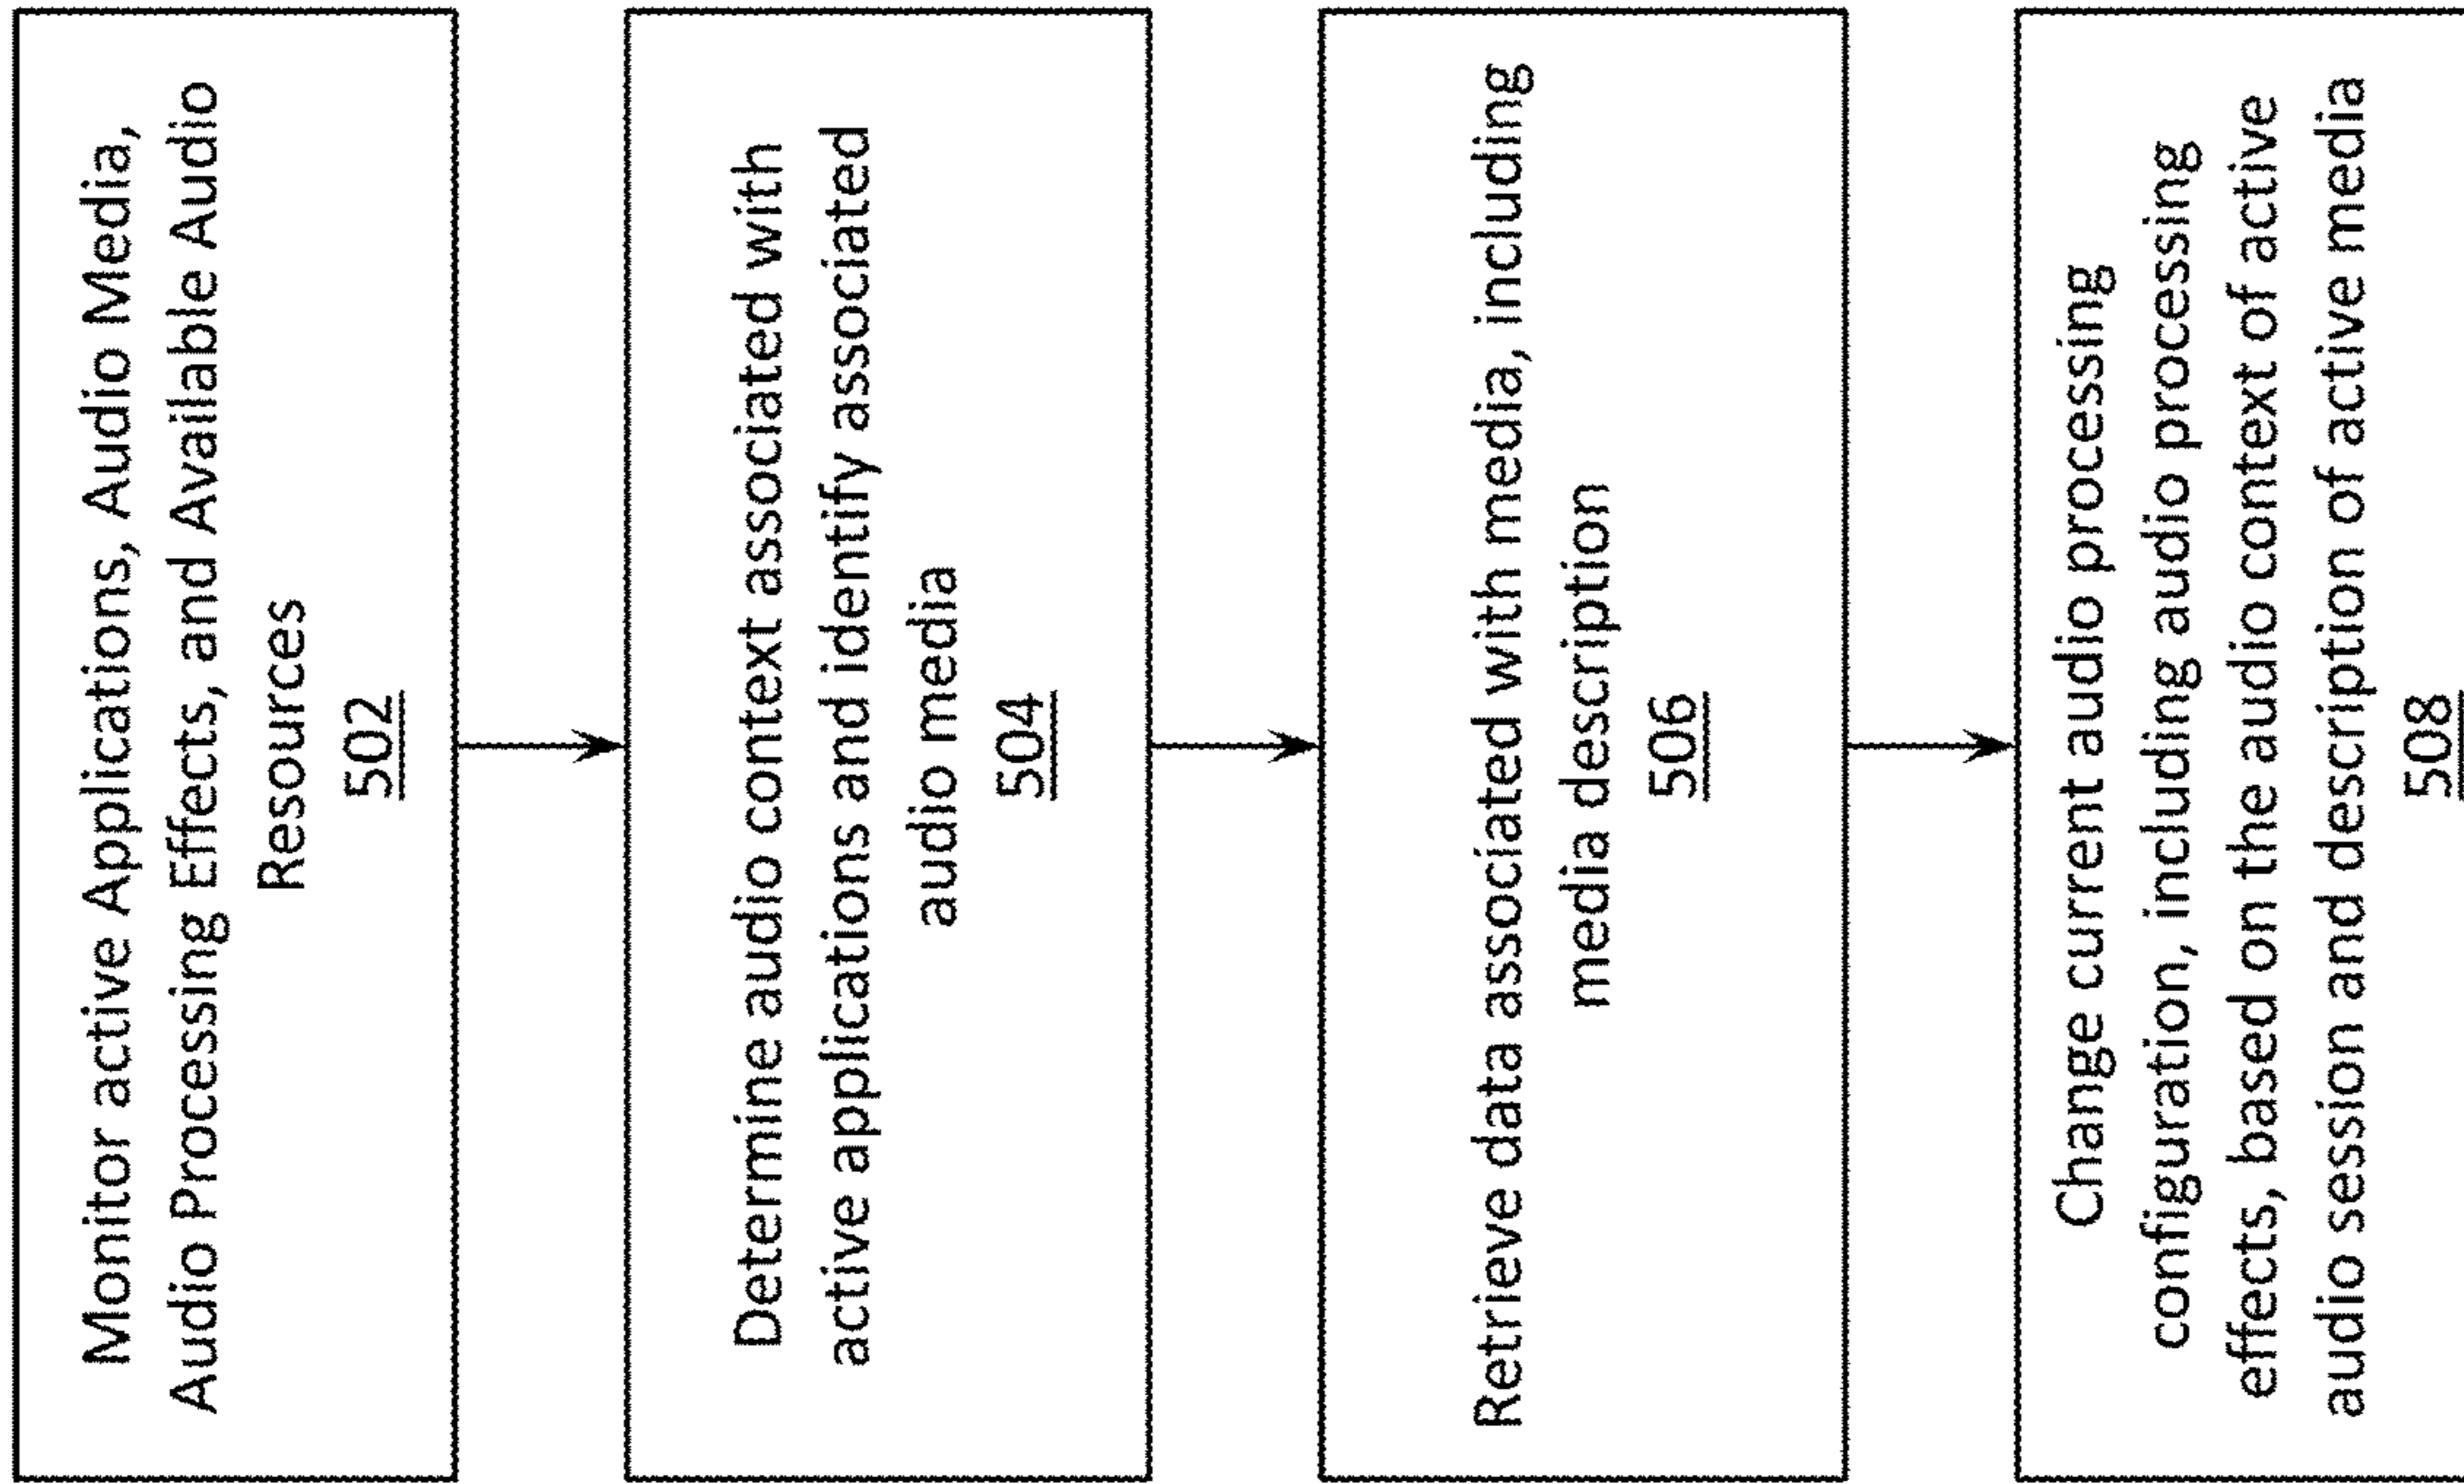 Monitor active Applications, Audio Media,
Audio Processing Effects, and Available Audio
Resources
502
Determine audio context associated with
active applications and identify associated
audio media
504
Retrieve data associated with media, including
media description
506
Change current audio processing
configuration, including audio processing
effects, based on the audio context of active
audio session and description of active media
508